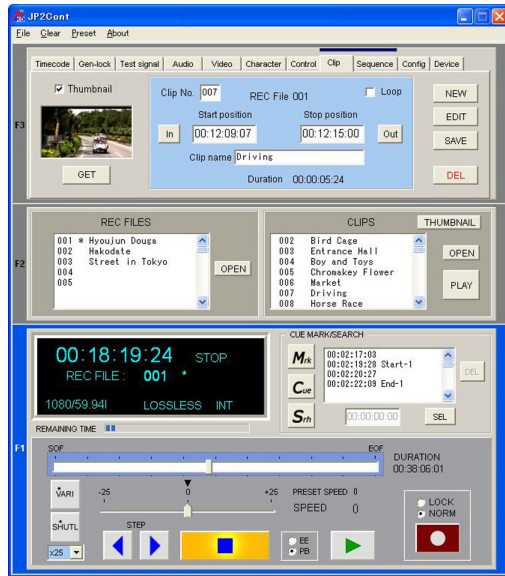 JP2Cont
File Clear Preset About
Timecode Gen-lock Test signal Audio Video Character Control Clip Sequence Config Device
F3
Thumbnail
GET
Clip No. 007 REC File 001 Loop
Start position Stop position
In 00:12:09:07 00:12:15:00 Out
Clip name Driving
Duration 00:00:05:24
NEW
EDIT
SAVE
DEL
F2
REC FILES
001 * Hyoujun Douga
002 Hakodate
003 Street in Tokyo
004
005
OPEN
CLIPS THUMBNAIL
002 Bird Cage
003 Entrance Hall
004 Boy and Toys
005 Chromakey Flower
006 Market
007 Driving
008 Horse Race
OPEN
PLAY
F1
00:18:19:24 STOP
REC FILE : 001 *
1080/59.94I LOSSLESS INT
REMAINING TIME
CUE MARK/SEARCH
Mrk
Cue
Srh
00:02:17:03
00:02:19:28 Start-1
00:02:20:27
00:02:22:09 End-1
DEL
00:00:00:00 SEL
SOF EOF
DURATION
00:38:06:01
VARI
SHUTL
x25
-25 0 +25
PRESET SPEED 0
SPEED 0
STEP
EE
PB
LOCK
NORM